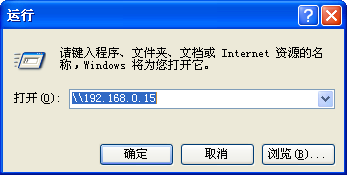 运行
请键入程序、文件夹、文档或 Internet 资源的名
称,Windows 将为您打开它。
打开(O): \\192.168.0.15
确定 取消 浏览(B)...